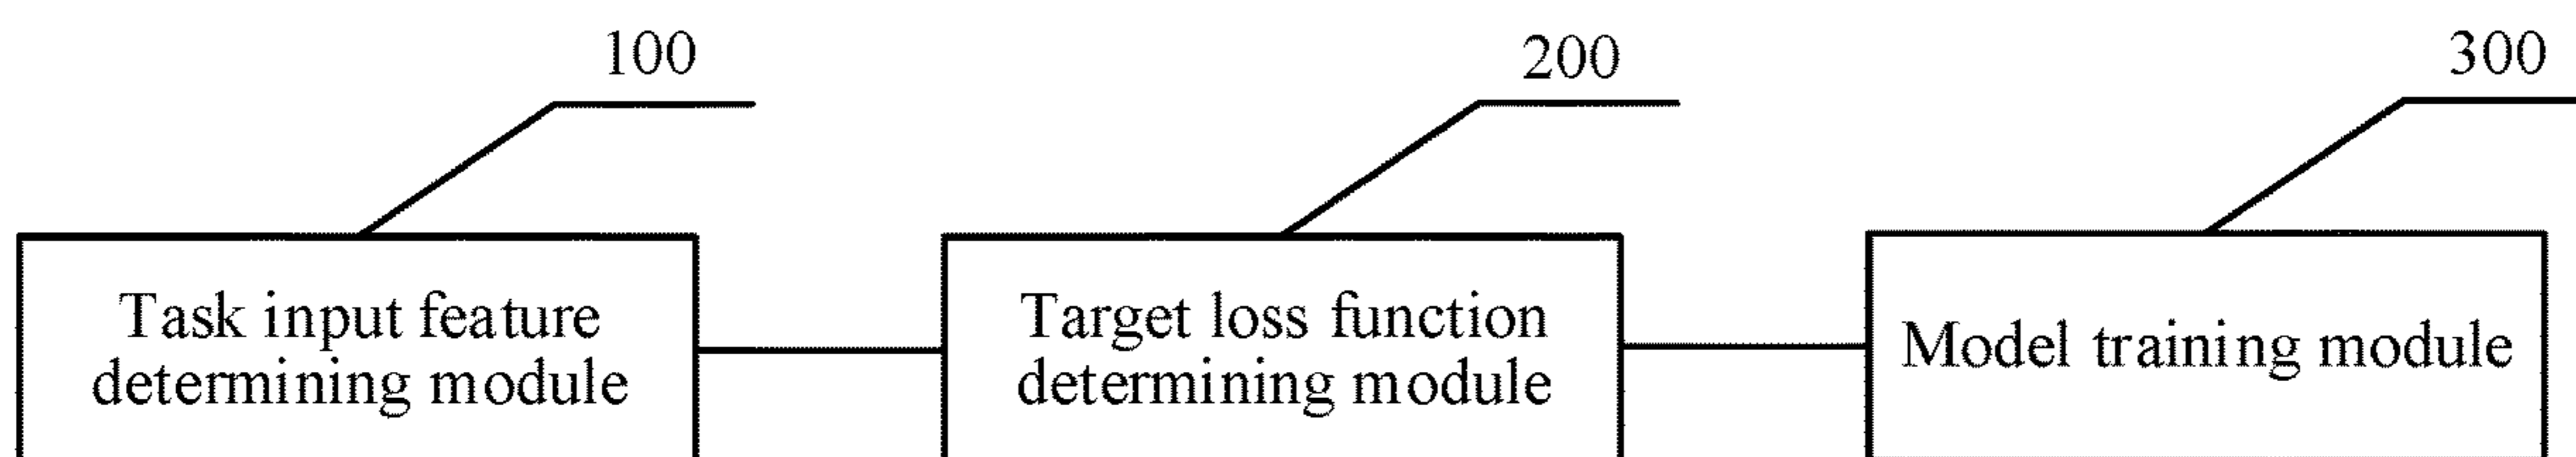 100
200
300
Task input feature
determining module
Target loss function
determining module
Model training module